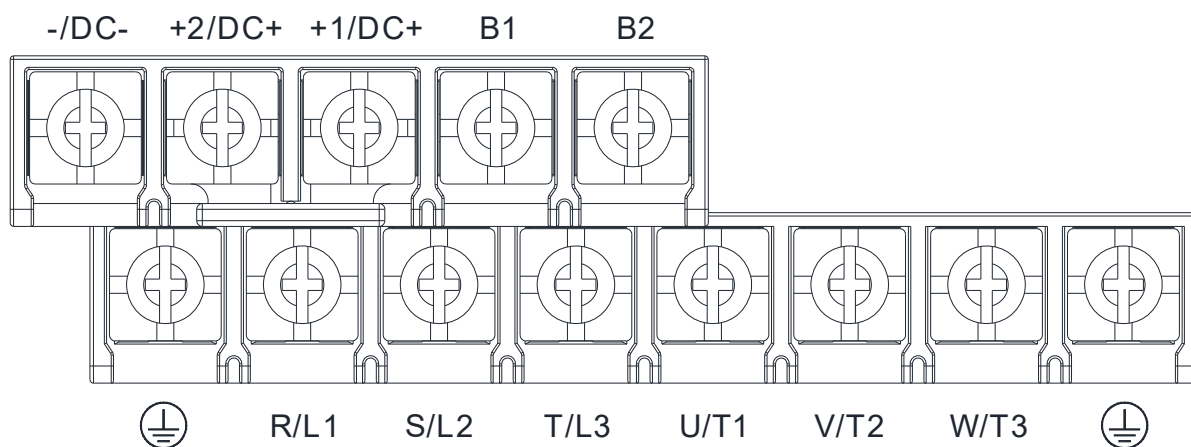 -/DC- +2/DC+ +1/DC+ B1 B2
R/L1 S/L2 T/L3 U/T1 V/T2 W/T3